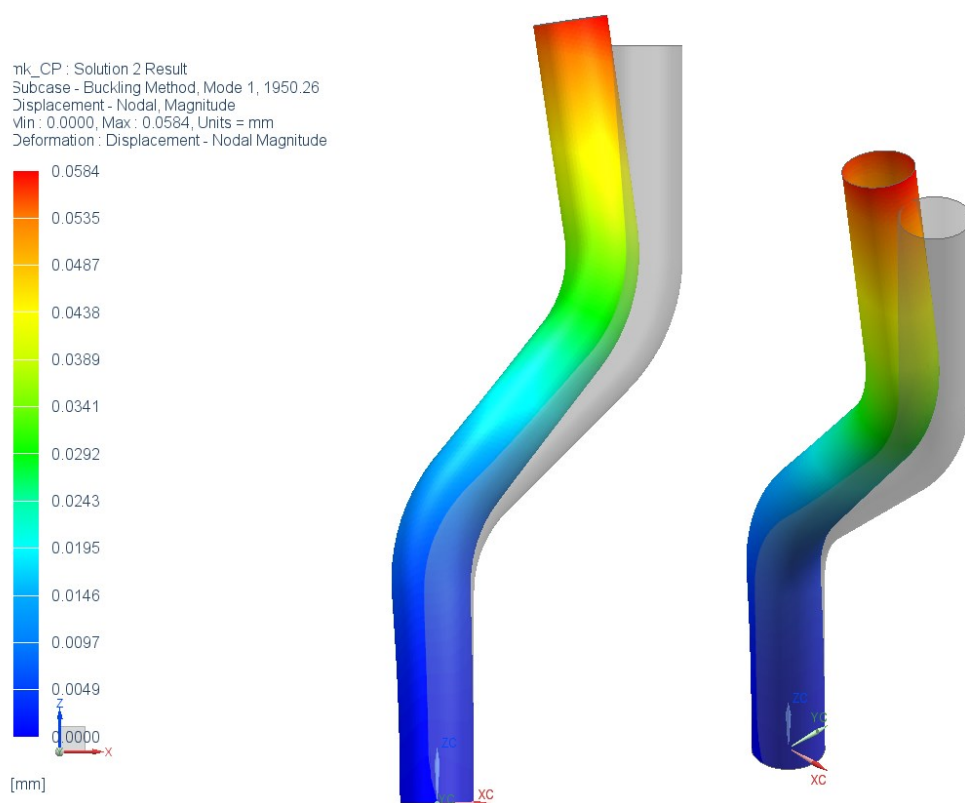 mk_CP : Solution 2 Result
Subcase - Buckling Method, Mode 1, 1950.26
Displacement - Nodal, Magnitude
Min : 0.0000, Max : 0.0584, Units = mm
Deformation : Displacement - Nodal Magnitude
0.0584
0.0535
0.0487
0.0438
0.0389
0.0341
0.0292
0.0243
0.0195
0.0146
0.0097
0.0049
0.0000
[mm]
Z
X
ZC
YC
XC
ZC
YC
XC